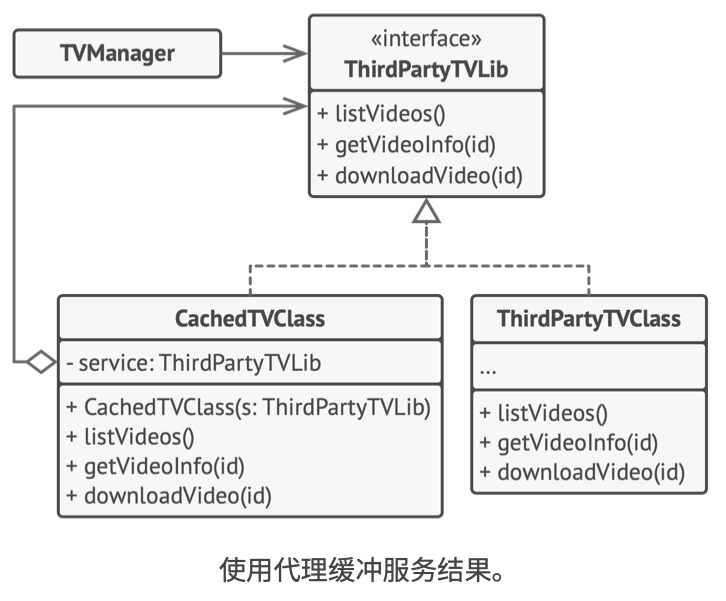 TVManager
«interface»
ThirdPartyTVLib
+ listVideos()
+ getVideoInfo(id)
+ downloadVideo(id)
CachedTVClass
- service: ThirdPartyTVLib
+ CachedTVClass(s: ThirdPartyTVLib)
+ listVideos()
+ getVideoInfo(id)
+ downloadVideo(id)
ThirdPartyTVClass
...
+ listVideos()
+ getVideoInfo(id)
+ downloadVideo(id)
使用代理缓冲服务结果。